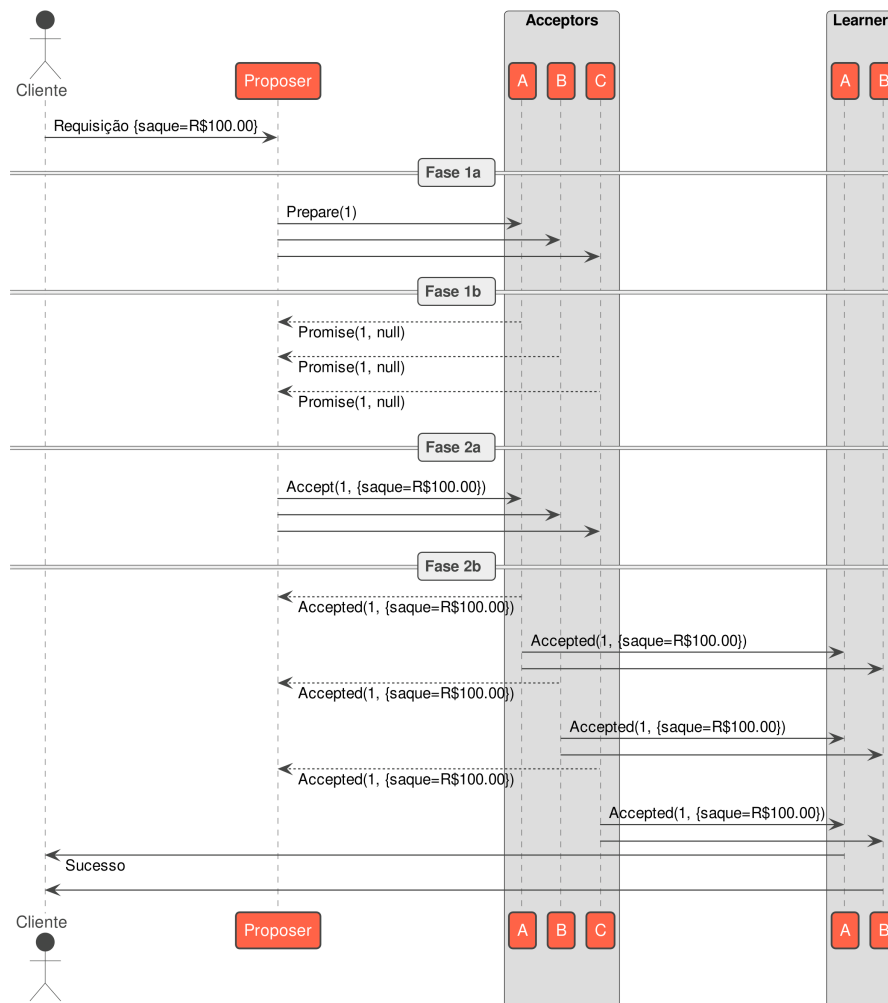 Acceptors
Learner
Cliente
Proposer
A
B
C
A
B
Requisição {saque=R$100.00}
Fase 1a
Prepare(1)
Fase 1b
Promise(1, null)
Promise(1, null)
Promise(1, null)
Fase 2a
Accept(1, {saque=R$100.00})
Fase 2b
Accepted(1, {saque=R$100.00})
Accepted(1, {saque=R$100.00})
Accepted(1, {saque=R$100.00})
Accepted(1, {saque=R$100.00})
Accepted(1, {saque=R$100.00})
Accepted(1, {saque=R$100.00})
Sucesso
Cliente
Proposer
A
B
C
A
B